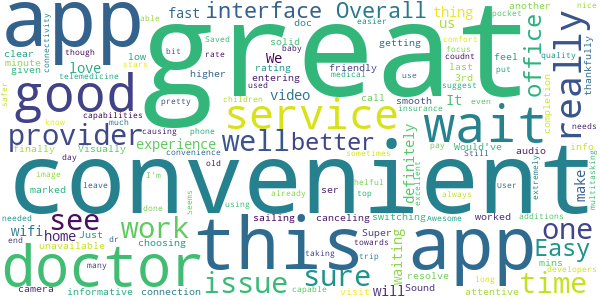 fast interface Overall thing another nice
app great doc us easier pocket able
clear connectivity low solid baby getting feel comfort focus put office thankfully
minute though Saved rate bit We rating friendly last 3rd quality really safer
given love stars higher entering medical use suggest even completion
telemedicine used video call smooth It
good pretty children service wait
capabilities much causing phone insurance coudnt needs
provider well better definitely excellent audio info
know finally Visually experience sometimes Would've make
day convenience old pay Still extremely multitasking
convenient
image I'm helful User
marked leave Seems already top always Awesome additions
see done using ser switching worked one
needed wifi home Just work sailing canceling Waiting Super towards this app Easy
end unavailable dr choosing taking trip will resolve mins developers
doctor many issue sure visit Sound long time
camera informative connection capable attentive